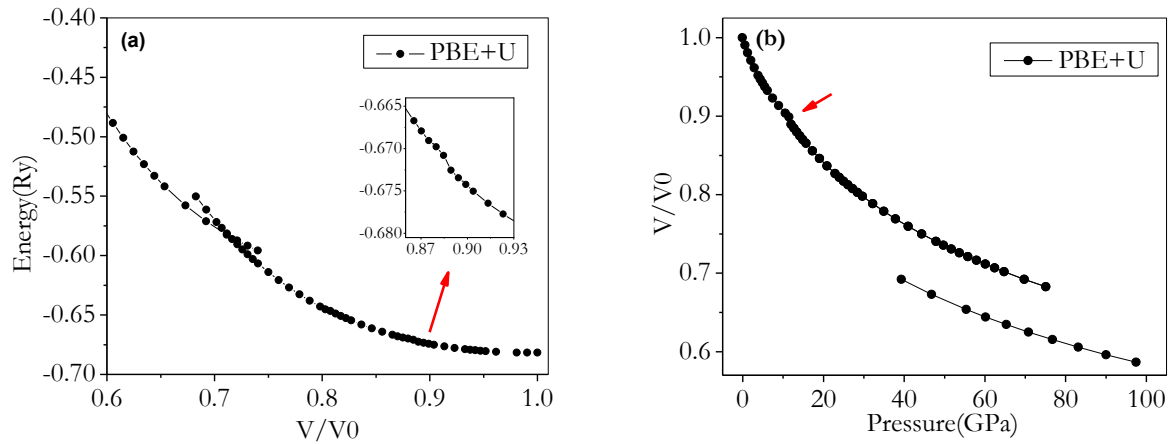 -0.40
-0.45
-0.50
-0.55
-0.60
-0.65
-0.70
Energy(Ry)
(a)
PBE+U
-0.665
-0.670
-0.675
-0.680
0.87 0.90 0.93
0.6 0.7 0.8 0.9 1.0
V/V0
1.0
0.9
0.8
0.7
0.6
V/V0
(b)
PBE+U
0 20 40 60 80 100
Pressure(GPa)